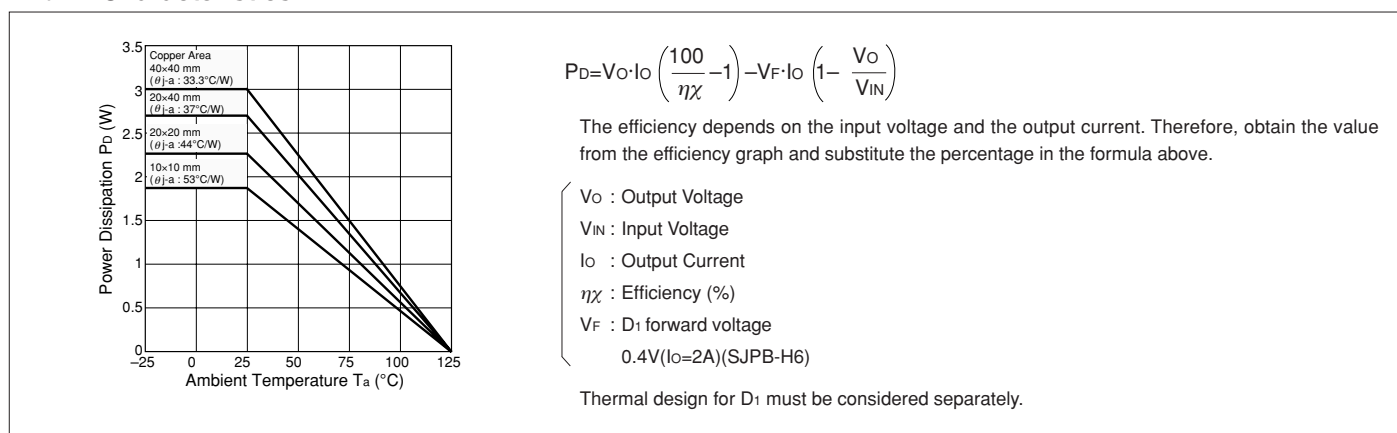 3.5
3
2.5
2
1.5
1
0.5
0
Power Dissipation PD (W)
Copper Area
40×40 mm
(θj-a : 33.3°C/W)
20×40 mm
(θj-a : 37°C/W)
20×20 mm
(θj-a :44°C/W)
10×10 mm
(θj-a : 53°C/W)
–25 0 25 50 75 100 125
Ambient Temperature Ta (°C)
PD=VO·IO (100/ηχ –1) –VF·IO (1– VO/VIN)
The efficiency depends on the input voltage and the output current. Therefore, obtain the value
from the efficiency graph and substitute the percentage in the formula above.
VO : Output Voltage
VIN : Input Voltage
IO : Output Current
ηχ : Efficiency (%)
VF : D1 forward voltage
0.4V(IO=2A)(SJPB-H6)
Thermal design for D1 must be considered separately.